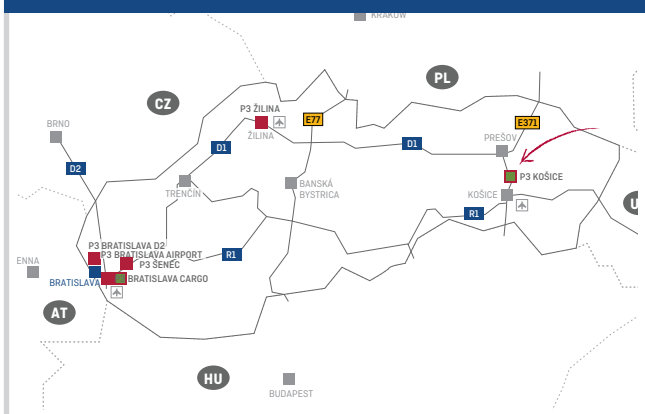 KRAKOW
PL
CZ
P3 ŽILINA
E77
E371
BRNO
ŽILINA
D1
D1
PREŠOV
D2
P3 KOŠICE
TRENČÍN
BANSKÁ
BYSTRICA
KOŠICE
R1
P3 BRATISLAVA D2
P3 BRATISLAVA AIRPORT
R1
P3 SENEC
ENNA
BRATISLAVA
BRATISLAVA CARGO
AT
HU
BUDAPEST